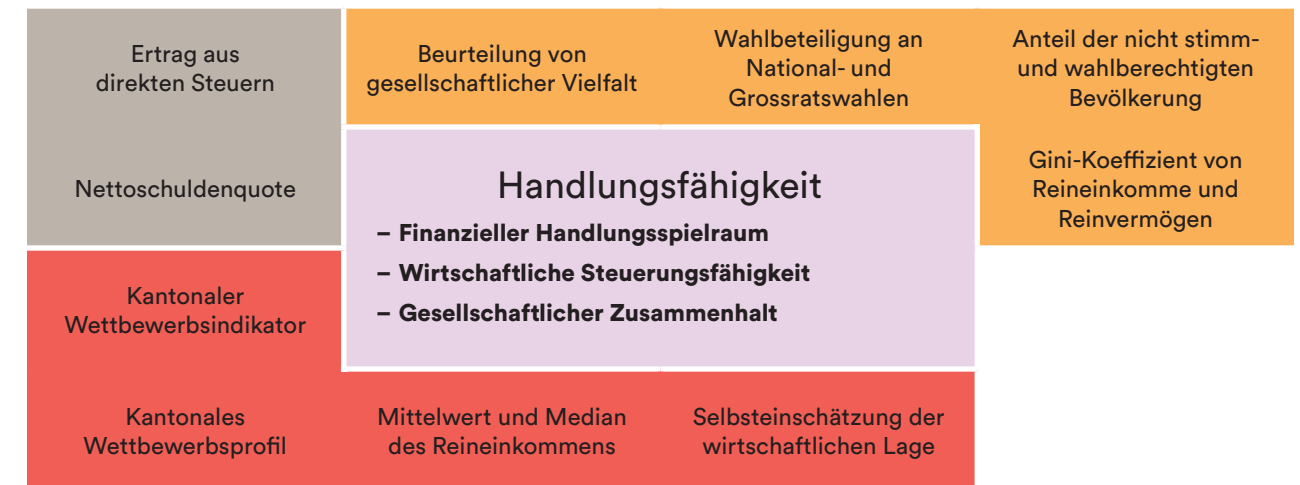 Ertrag aus
direkten Steuern
Beurteilung von
gesellschaftlicher Vielfalt
Wahlbeteiligung an
National- und
Grossratswahlen
Anteil der nicht stimm-
und wahlberechtigten
Bevölkerung
Nettoschuldenquote
Handlungsfähigkeit
– Finanzieller Handlungsspielraum
– Wirtschaftliche Steuerungsfähigkeit
– Gesellschaftlicher Zusammenhalt
Gini-Koeffizient von
Reineinkomme und
Reinvermögen
Kantonaler
Wettbewerbsindikator
Kantonales
Wettbewerbsprofil
Mittelwert und Median
des Reineinkommens
Selbsteinschätzung der
wirtschaftlichen Lage